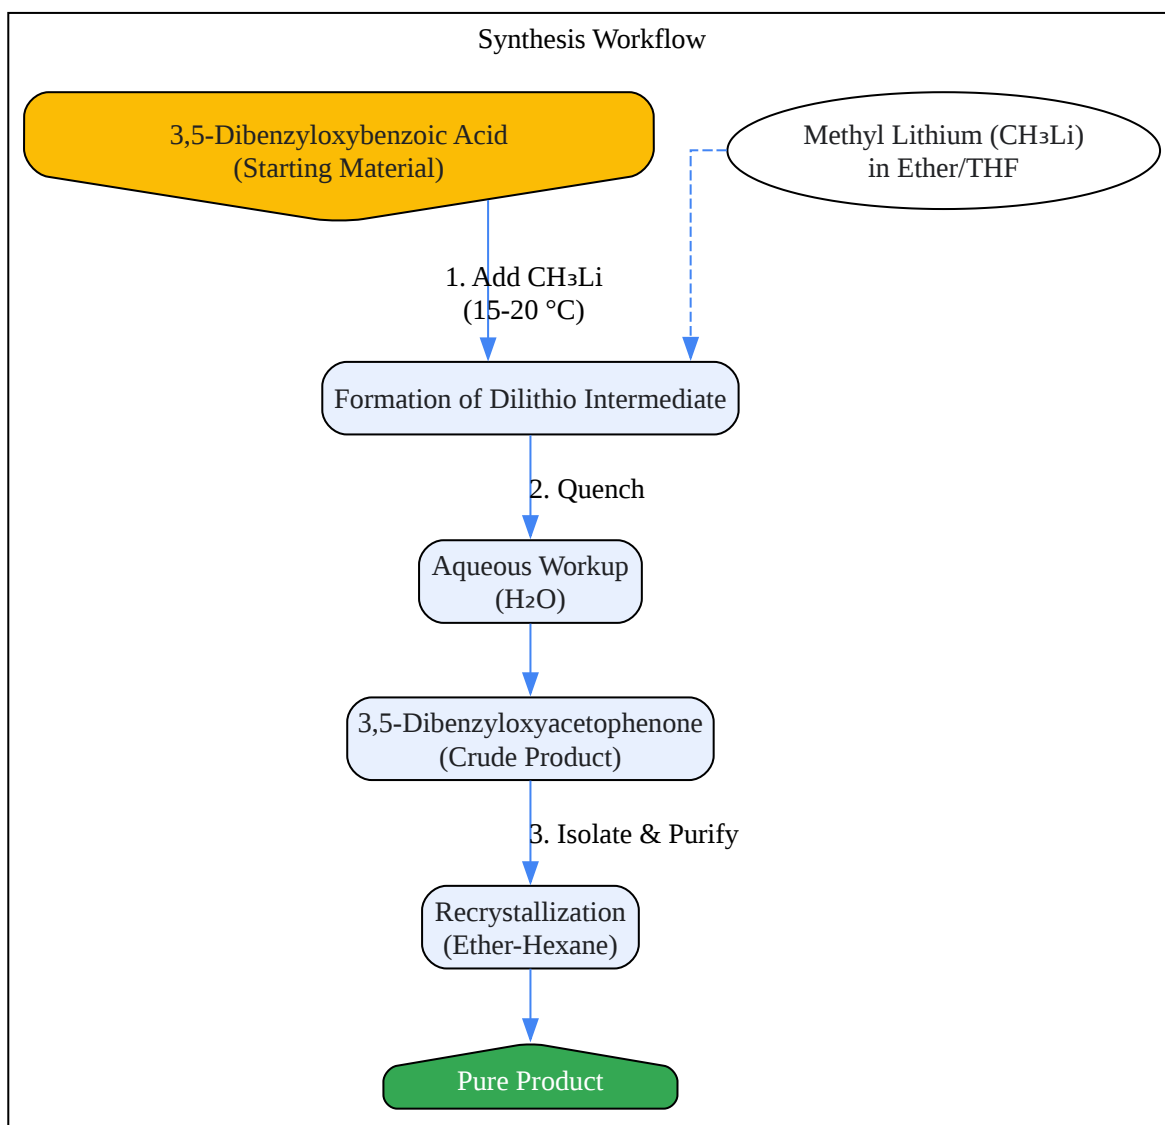 Synthesis Workflow
3,5-Dibenzyloxybenzoic Acid
(Starting Material)
Methyl Lithium (CH₃Li)
in Ether/THF
1. Add CH₃Li
(15-20 °C)
Formation of Dilithio Intermediate
2. Quench
Aqueous Workup
(H₂O)
3,5-Dibenzyloxyacetophenone
(Crude Product)
3. Isolate & Purify
Recrystallization
(Ether-Hexane)
Pure Product